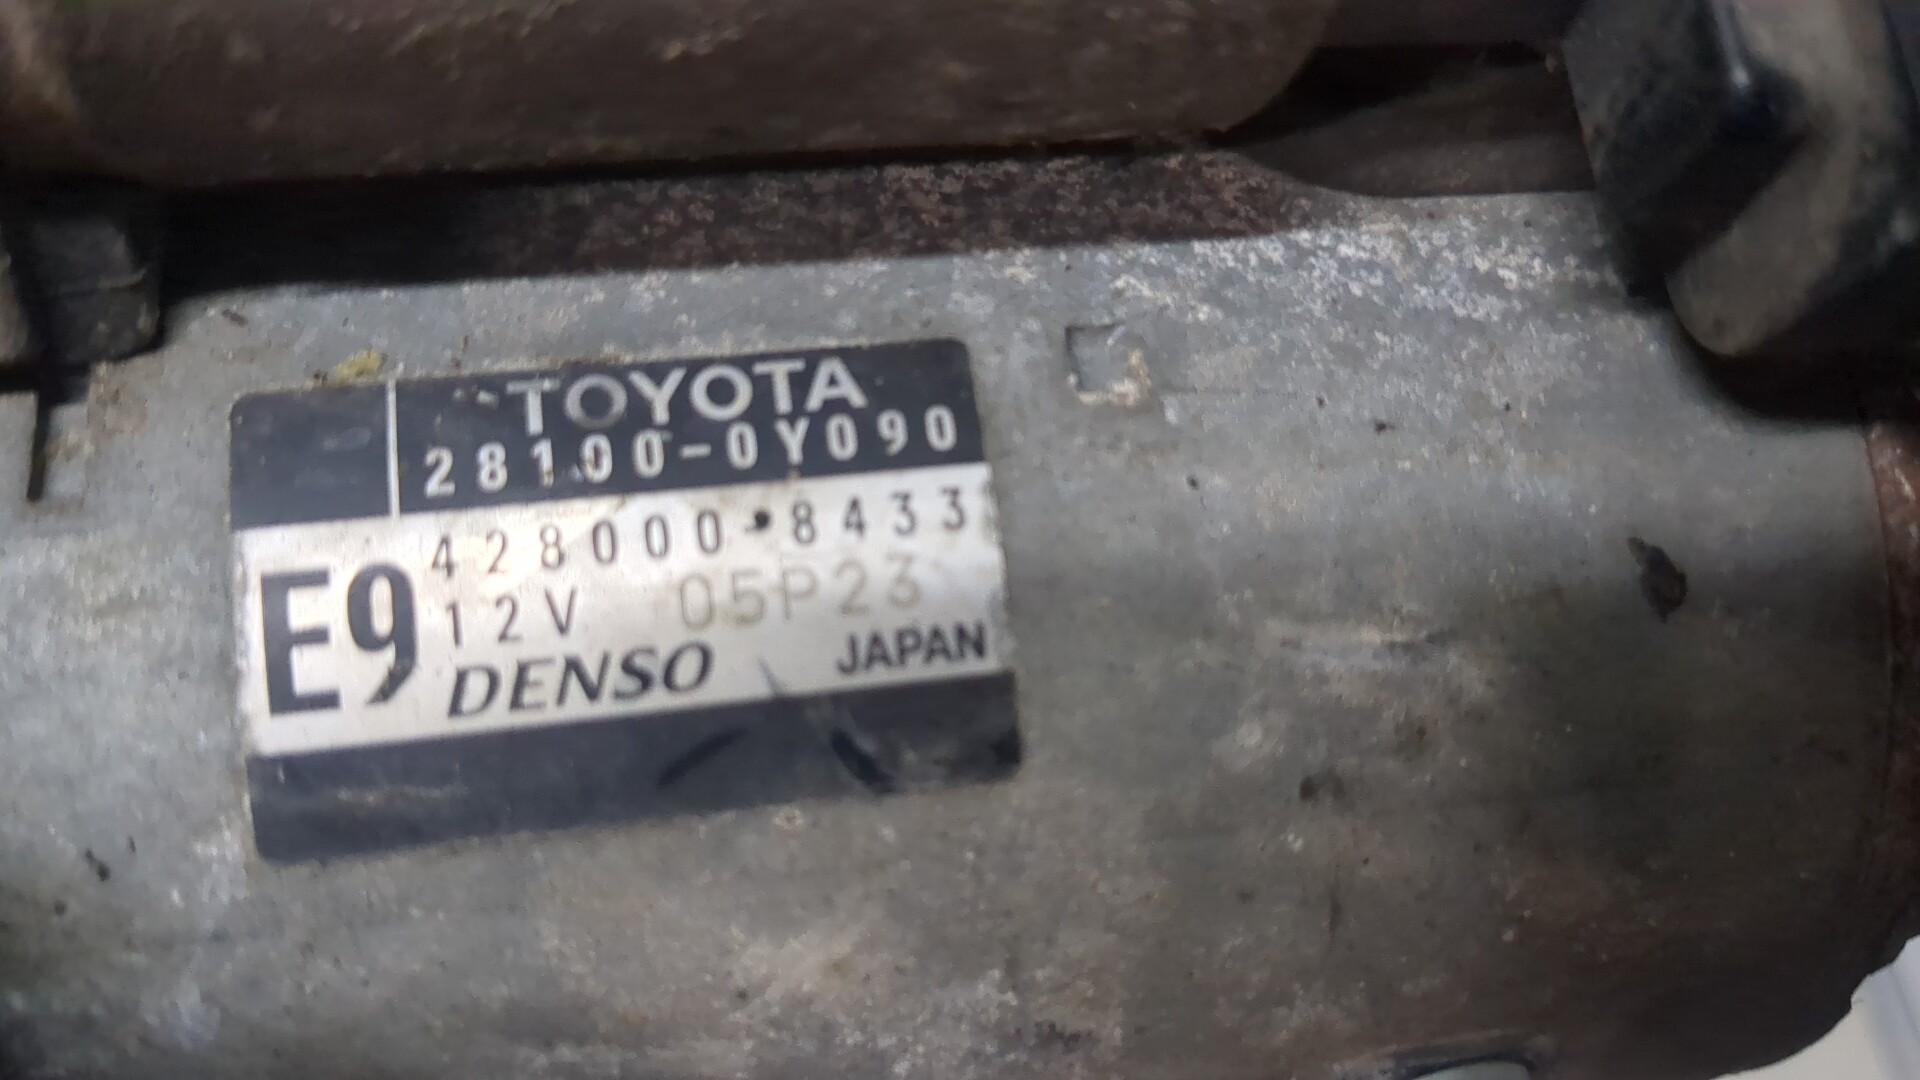 TOYOTA
28100-0Y090
428000-8433
E9
12V 05P23
DENSO JAPAN